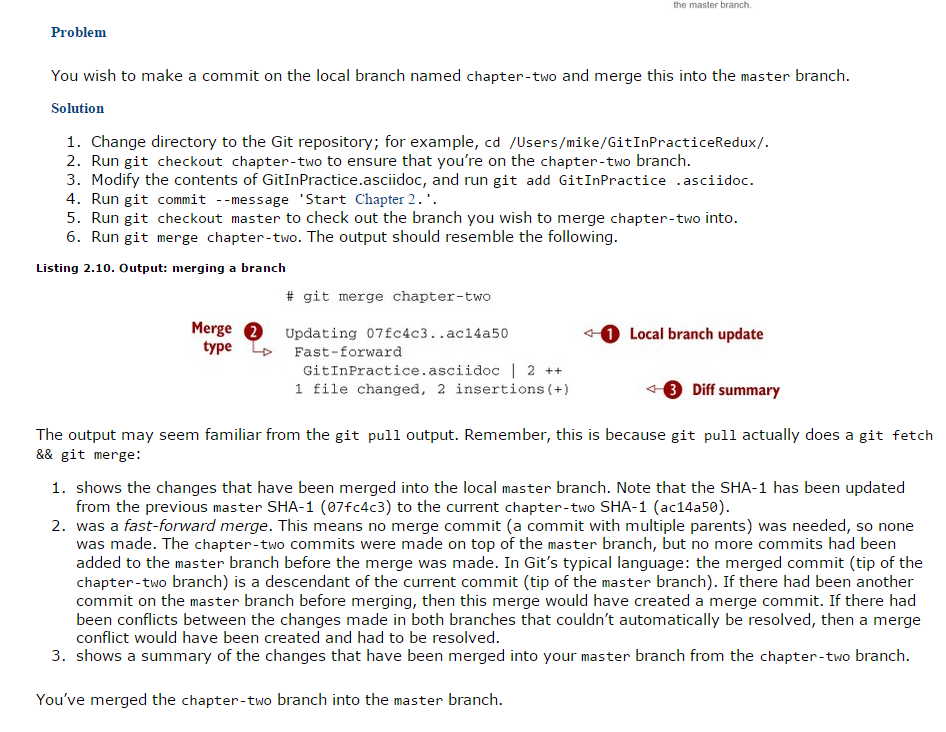 the master branch.
Problem
You wish to make a commit on the local branch named chapter-two and merge this into the master branch.
Solution
1. Change directory to the Git repository; for example, cd /Users/mike/GitInPracticeRedux/.
2. Run git checkout chapter-two to ensure that you're on the chapter-two branch.
3. Modify the contents of GitInPractice.asciidoc, and run git add GitInPractice .asciidoc.
4. Run git commit --message 'Start Chapter 2.'.
5. Run git checkout master to check out the branch you wish to merge chapter-two into.
6. Run git merge chapter-two. The output should resemble the following.
Listing 2.10. Output: merging a branch
# git merge chapter-two
Merge type 2
Updating 07fc4c3..ac14a50
1 Local branch update
Fast-forward
GitInPractice.asciidoc | 2 ++
1 file changed, 2 insertions(+)
3 Diff summary
The output may seem familiar from the git pull output. Remember, this is because git pull actually does a git fetch
&& git merge:
1. shows the changes that have been merged into the local master branch. Note that the SHA-1 has been updated
from the previous master SHA-1 (07fc4c3) to the current chapter-two SHA-1 (ac14a50).
2. was a fast-forward merge. This means no merge commit (a commit with multiple parents) was needed, so none
was made. The chapter-two commits were made on top of the master branch, but no more commits had been
added to the master branch before the merge was made. In Git's typical language: the merged commit (tip of the
chapter-two branch) is a descendant of the current commit (tip of the master branch). If there had been another
commit on the master branch before merging, then this merge would have created a merge commit. If there had
been conflicts between the changes made in both branches that couldn't automatically be resolved, then a merge
conflict would have been created and had to be resolved.
3. shows a summary of the changes that have been merged into your master branch from the chapter-two branch.
You've merged the chapter-two branch into the master branch.